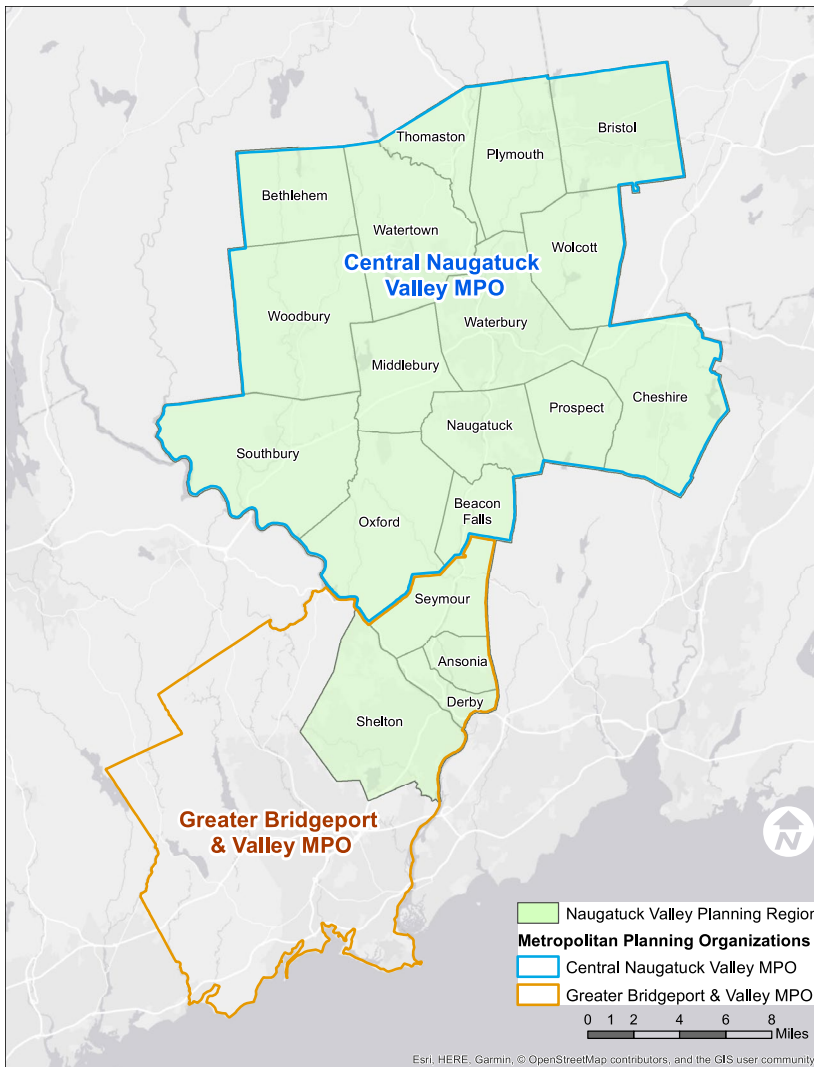 Thomaston
Plymouth
Bristol
Bethlehem
Watertown
Wolcott
Central Naugatuck
Valley MPO
Woodbury
Waterbury
Middlebury
Cheshire
Prospect
Naugatuck
Southbury
Beacon
Falls
Oxford
Seymour
Ansonia
Derby
Shelton
Greater Bridgeport
& Valley MPO
N
Naugatuck Valley Planning Region
Metropolitan Planning Organizations
Central Naugatuck Valley MPO
Greater Bridgeport & Valley MPO
0 1 2 4 6 8
Miles
Esri, HERE, Garmin, © OpenStreetMap contributors, and the GIS user community